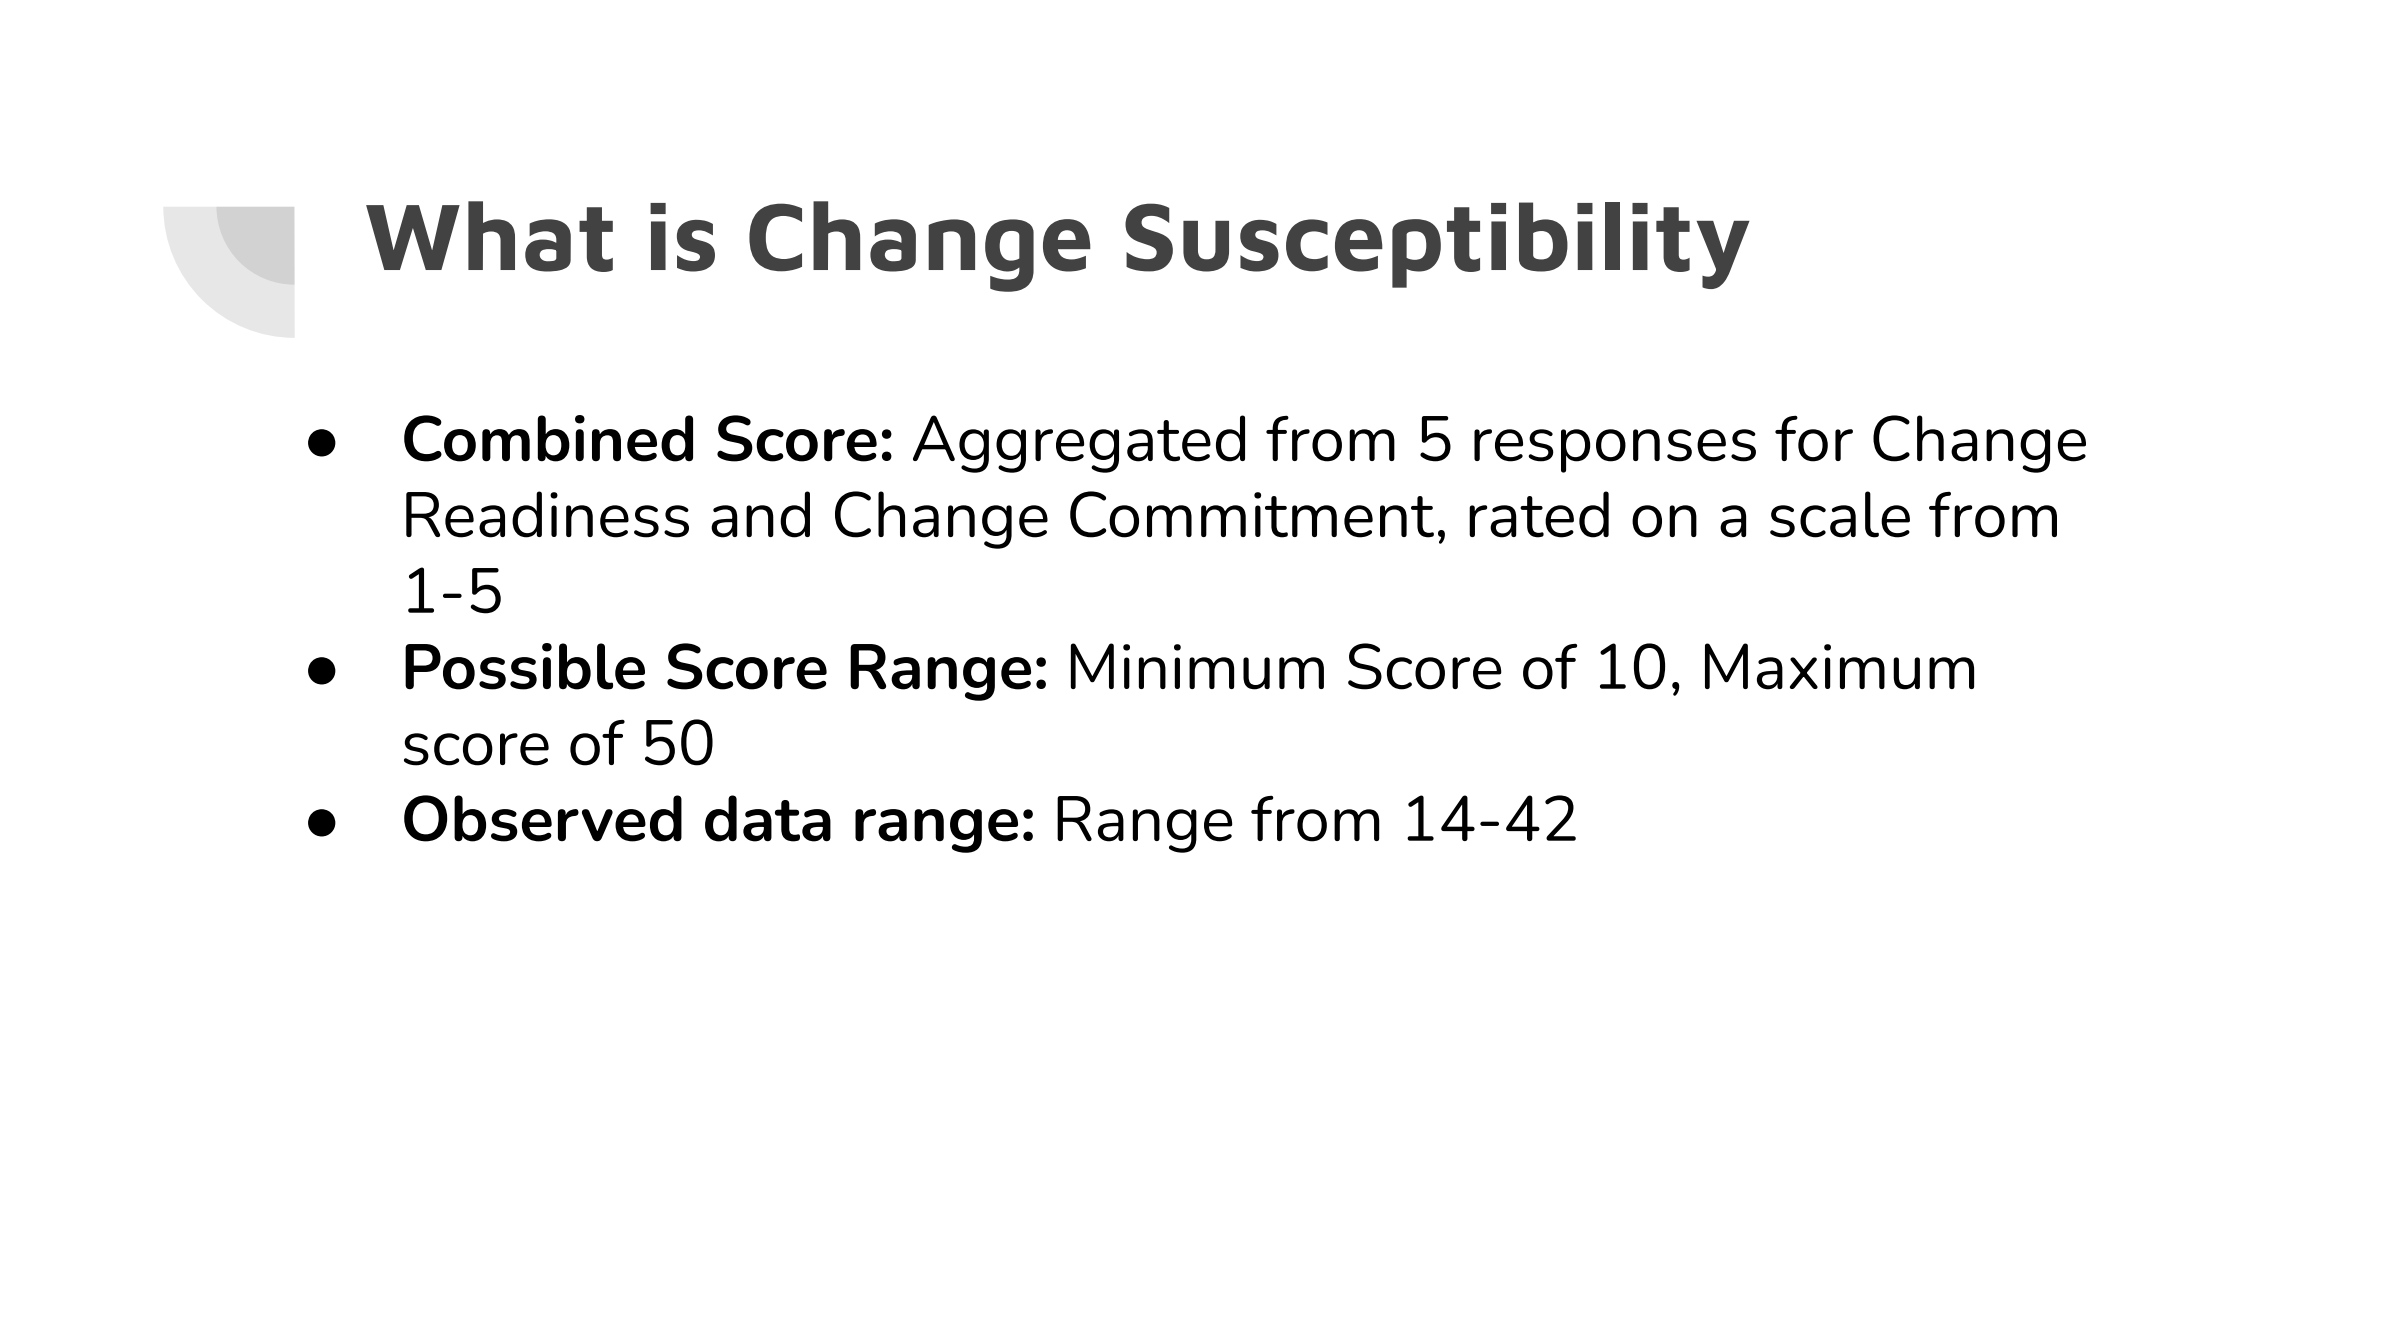 What is Change Susceptibility
● Combined Score: Aggregated from 5 responses for Change
Readiness and Change Commitment, rated on a scale from
1-5
● Possible Score Range: Minimum Score of 10, Maximum
score of 50
● Observed data range: Range from 14-42